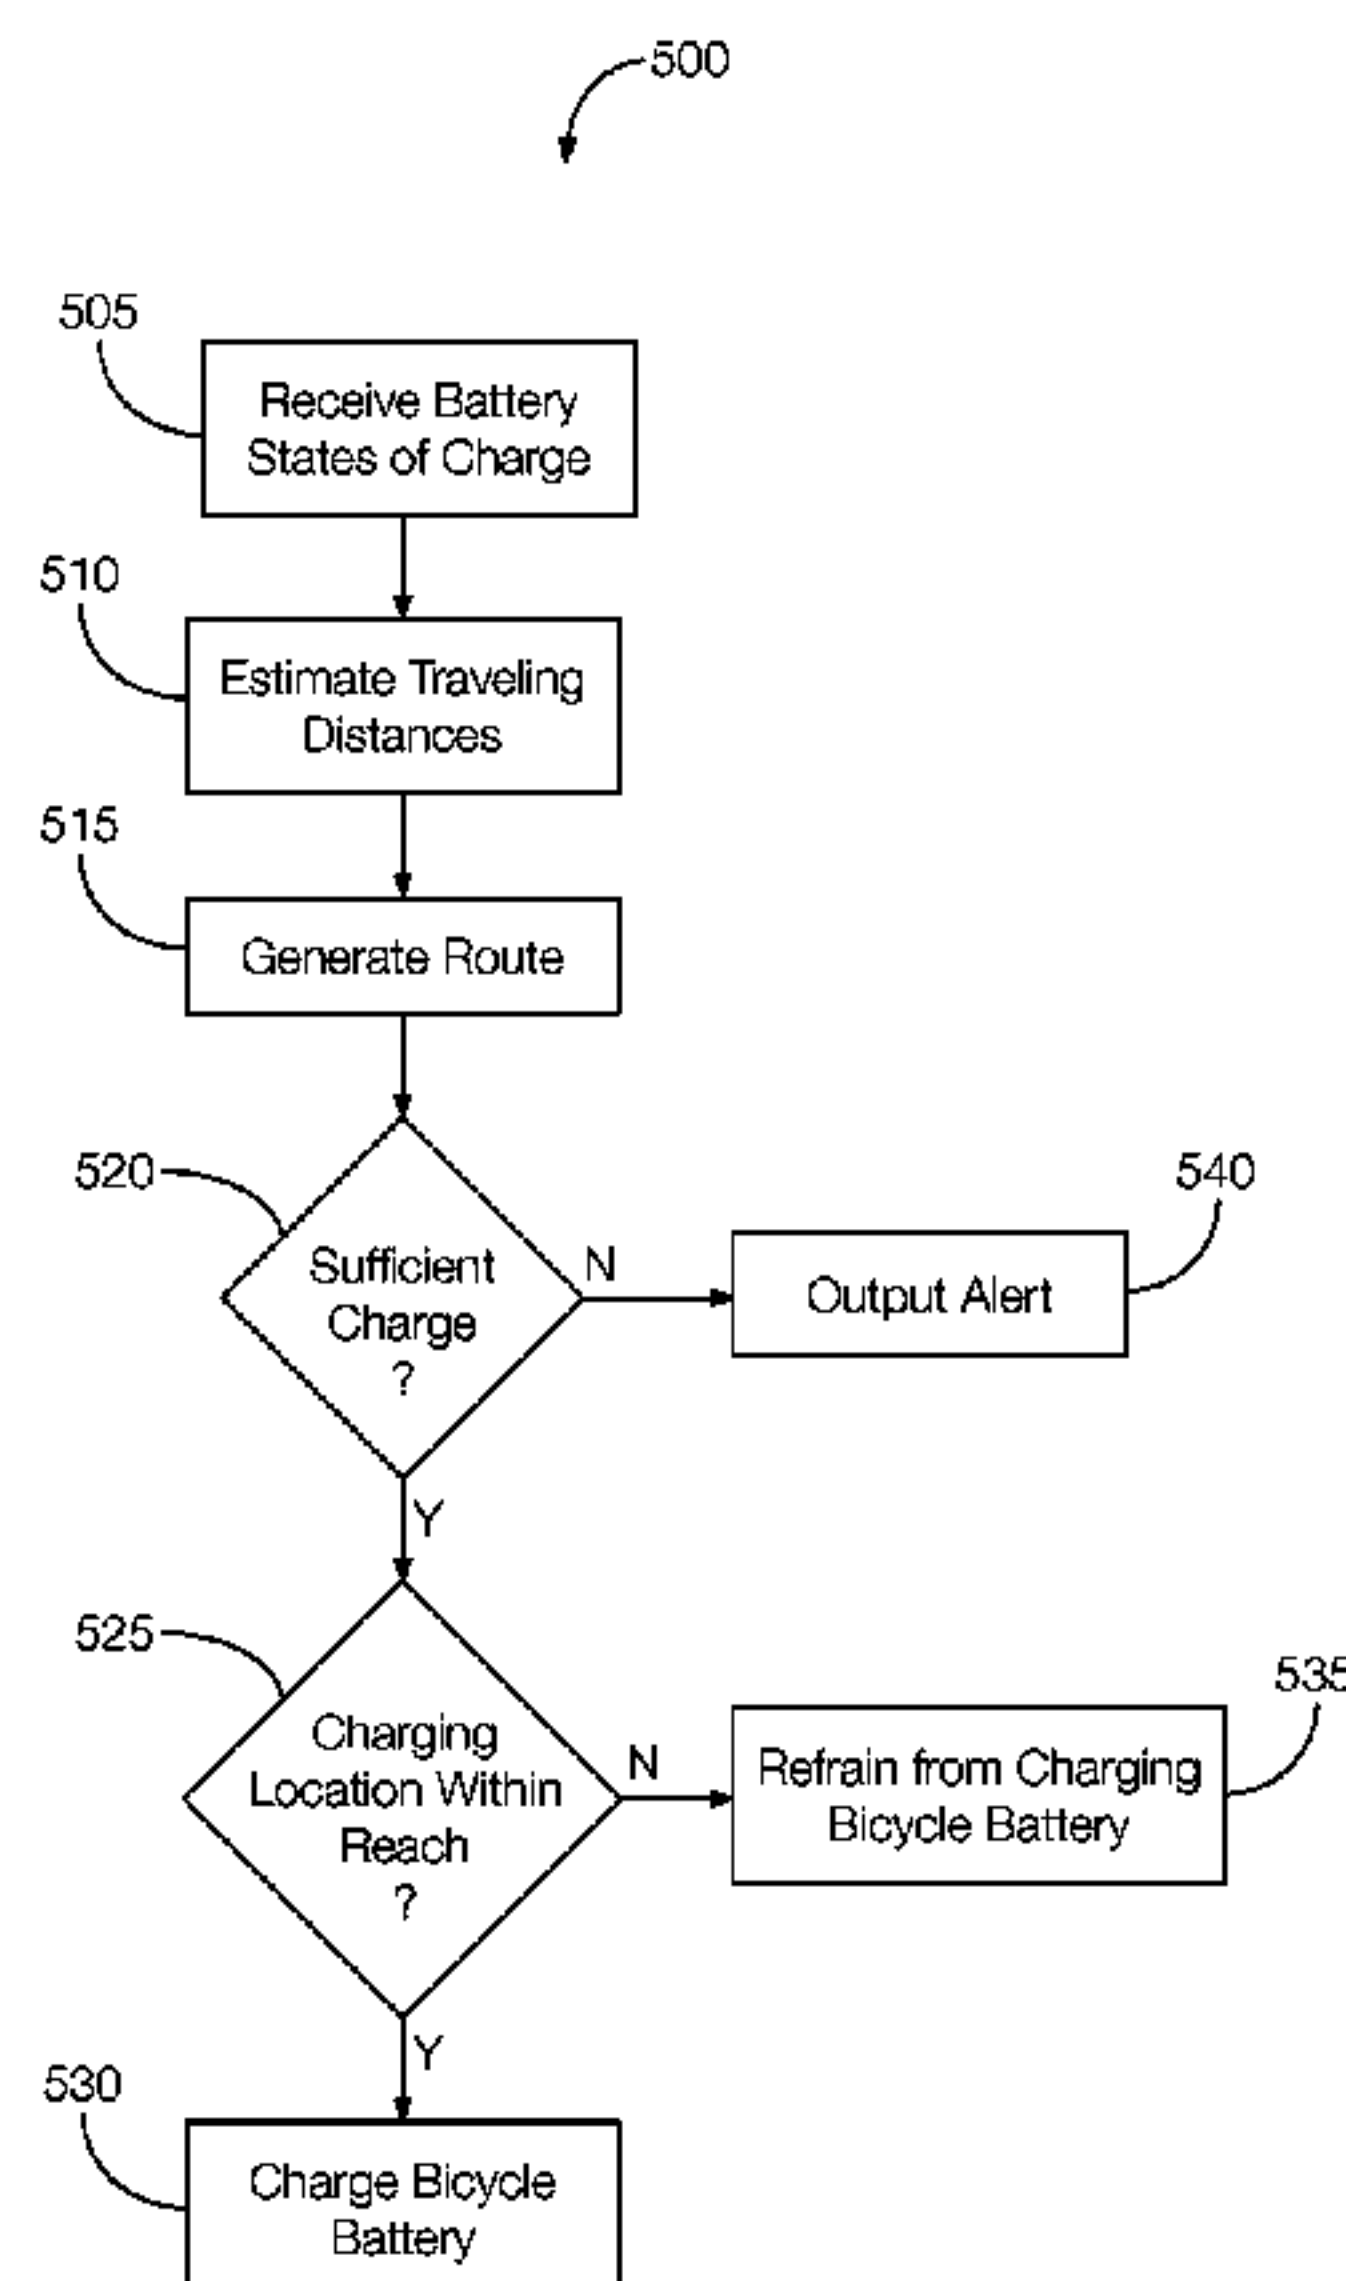 500
505
Receive Battery
States of Charge
510
Estimate Traveling
Distances
515
Generate Route
520
Sufficient
Charge
?
N
540
Output Alert
Y
525
Charging
Location Within
Reach
?
N
535
Refrain from Charging
Bicycle Battery
Y
530
Charge Bicycle
Battery